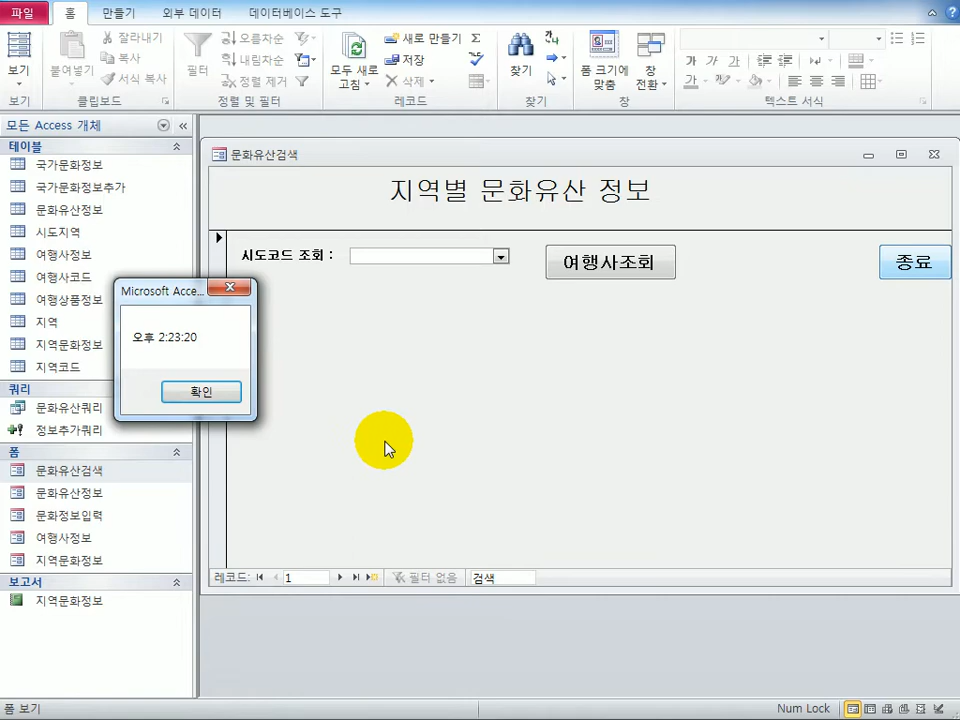 파일 홈 만들기 외부 데이터 데이터베이스 도구
보기
보기
붙여넣기
잘라내기
복사
서식 복사
클립보드
필터
오름차순
내림차순
정렬 제거
정렬 및 필터
모두 새로
고침
새로 만들기
저장
삭제
레코드
찾기
찾기
폼 크기에
맞춤
창
전환
창
가
가
가
가
가
텍스트 서식
모든 Access 개체
테이블
국가문화정보
국가문화정보추가
문화유산정보
시도지역
여행사정보
여행사코드
여행상품정보
지역
지역문화정보
지역코드
쿼리
문화유산쿼리
정보추가쿼리
폼
문화유산검색
문화유산정보
문화정보입력
여행사정보
지역문화정보
보고서
지역문화정보
문화유산검색
지역별 문화유산 정보
시도코드 조회 :
여행사조회
종료
Microsoft Acce...
오후 2:23:20
확인
레코드: 1 필터 없음 검색
폼 보기
Num Lock